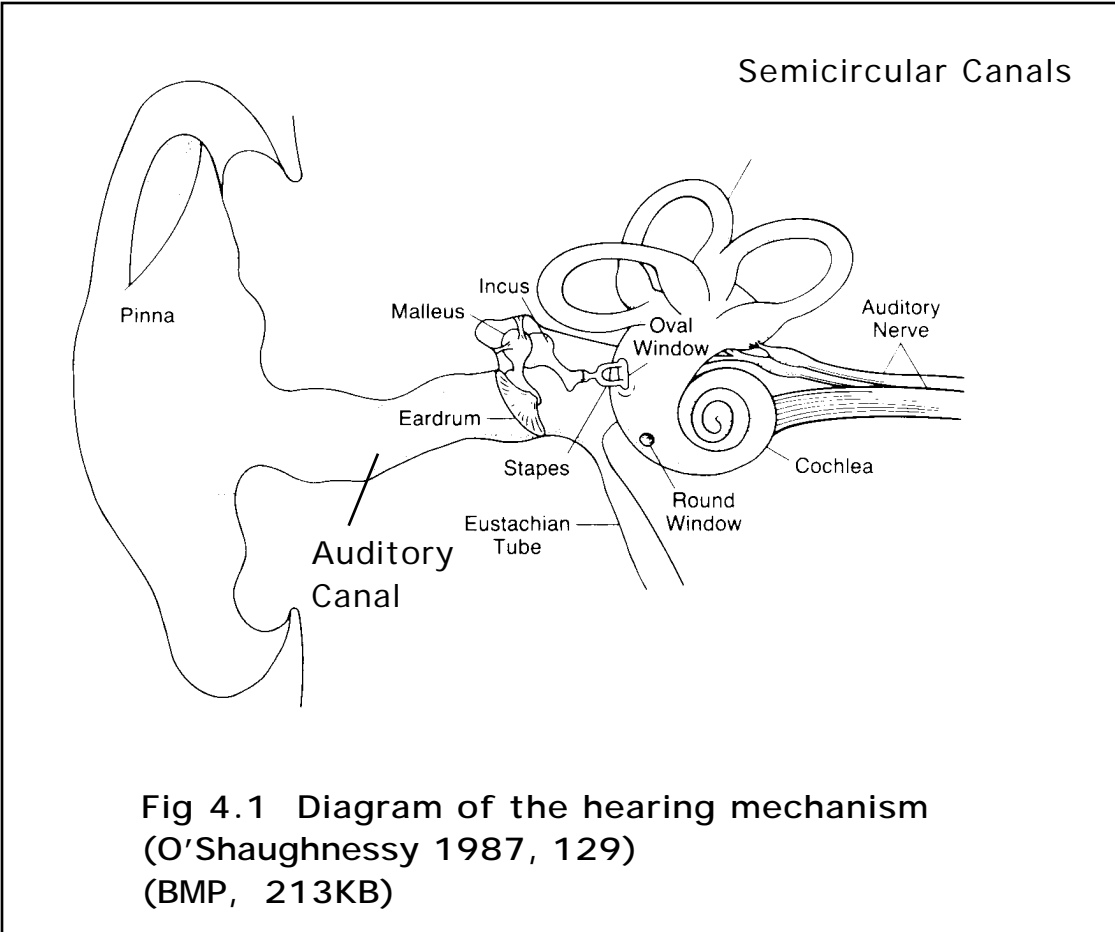 Semicircular Canals
Pinna
Malleus
Incus
Oval
Window
Auditory
Nerve
Eardrum
Stapes
Cochlea
Round
Window
Eustachian
Tube
Auditory
Canal
Fig 4.1 Diagram of the hearing mechanism
(O'Shaughnessy 1987, 129)
(BMP, 213KB)